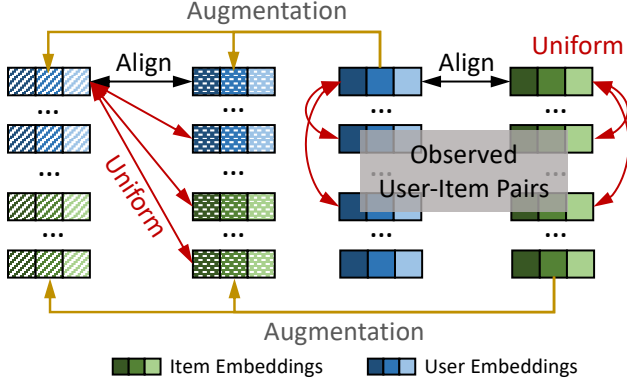 Augmentation
Align
Align
Uniform
...
...
...
...
Uniform
Observed
User-Item Pairs
...
...
...
...
...
...
...
...
Augmentation
Item Embeddings
User Embeddings